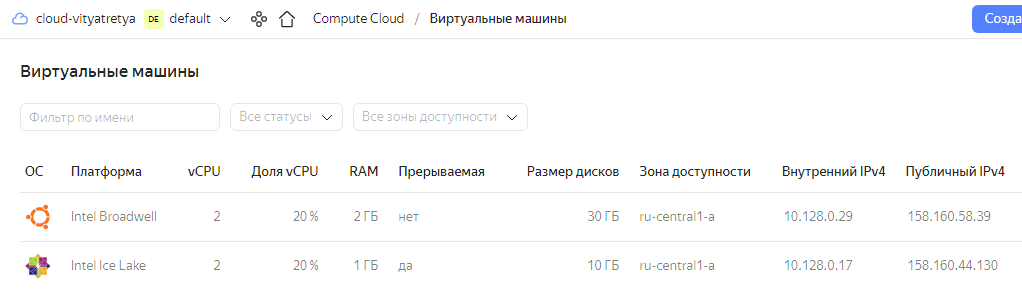 cloud-vityatretya DE default Compute Cloud / Виртуальные машины Созда
Виртуальные машины
Фильтр по имени Все статусы Все зоны доступности
ОС Платформа vCPU Доля vCPU RAM Прерываемая Размер дисков Зона доступности Внутренний IPv4 Публичный IPv4
Intel Broadwell 2 20 % 2 ГБ нет 30 ГБ ru-central1-a 10.128.0.29 158.160.58.39
Intel Ice Lake 2 20 % 1 ГБ да 10 ГБ ru-central1-a 10.128.0.17 158.160.44.130